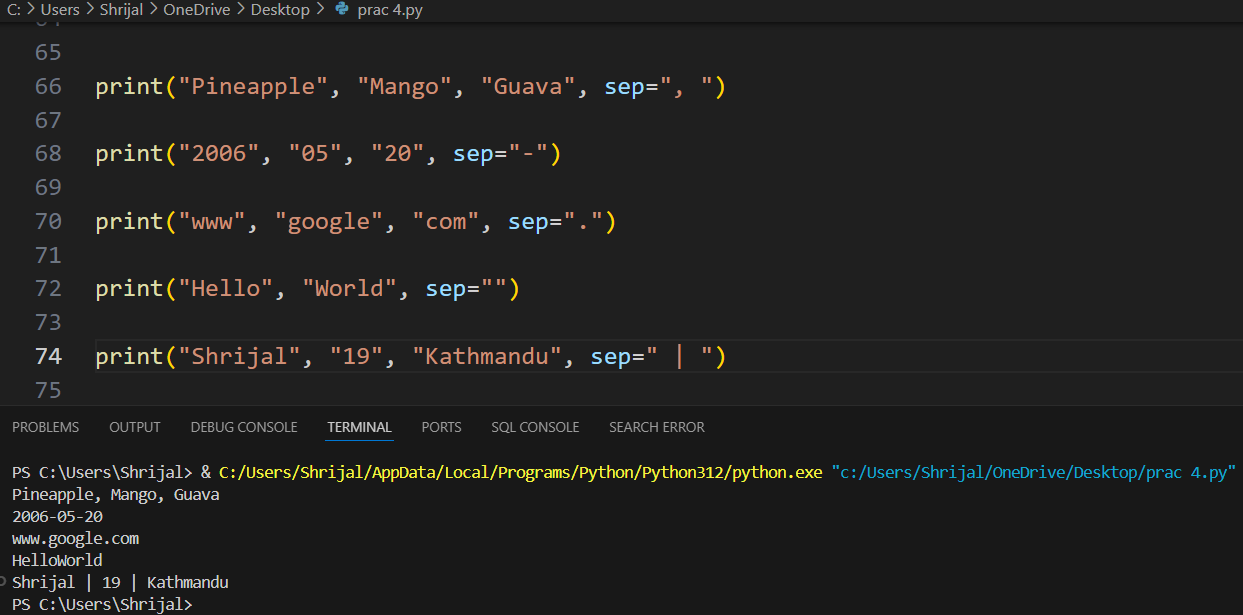 C: > Users > Shrijal > OneDrive > Desktop > prac 4.py
65
66 print("Pineapple", "Mango", "Guava", sep=", ")
67
68 print("2006", "05", "20", sep="-")
69
70 print("www", "google", "com", sep=".")
71
72 print("Hello", "World", sep="")
73
74 print("Shrijal", "19", "Kathmandu", sep=" | ")
75
PROBLEMS OUTPUT DEBUG CONSOLE TERMINAL PORTS SQL CONSOLE SEARCH ERROR
PS C:\Users\Shrijal> & C:/Users/Shrijal/AppData/Local/Programs/Python/Python312/python.exe "c:/Users/Shrijal/OneDrive/Desktop/prac 4.py"
Pineapple, Mango, Guava
2006-05-20
www.google.com
HelloWorld
Shrijal | 19 | Kathmandu
PS C:\Users\Shrijal>